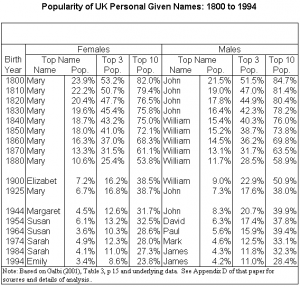 Popularity of UK Personal Given Names: 1800 to 1994
Females Males
Birth Top Name Top 3 Top 10 Top Name Top 3 Top 10
Year Name Pop. Pop. Pop. Name Pop. Pop. Pop.
1800 Mary 23.9% 53.2% 82.0% John 21.5% 51.5% 84.7%
1810 Mary 22.2% 50.7% 79.4% John 19.0% 47.0% 81.4%
1820 Mary 20.4% 47.7% 76.5% John 17.8% 44.9% 80.4%
1830 Mary 19.6% 45.4% 75.8% John 16.4% 42.3% 78.2%
1840 Mary 18.7% 43.2% 75.0% William 15.4% 40.3% 76.0%
1850 Mary 18.0% 41.0% 72.1% William 15.2% 38.7% 73.8%
1860 Mary 16.3% 37.0% 68.3% William 14.5% 36.2% 69.8%
1870 Mary 13.3% 31.5% 61.1% William 13.1% 31.7% 63.5%
1880 Mary 10.6% 25.4% 53.8% William 11.7% 28.5% 58.9%
1900 Elizabet 7.2% 16.2% 38.5% William 9.0% 22.9% 50.9%
1925 Mary 6.7% 16.8% 38.7% John 7.3% 17.6% 38.0%
1944 Margaret 4.5% 12.6% 31.7% John 8.3% 20.7% 39.9%
1954 Susan 6.1% 13.2% 32.5% David 6.3% 17.4% 37.8%
1964 Susan 3.6% 10.3% 28.6% Paul 5.6% 15.9% 39.4%
1974 Sarah 4.9% 12.3% 28.0% Mark 4.6% 12.5% 33.1%
1984 Sarah 4.1% 11.0% 27.3% James 4.3% 11.8% 32.3%
1994 Emily 3.4% 8.6% 23.8% James 4.2% 11.0% 28.4%
Note: Based on Galbi (2001), Table 3, p 15 and underlying data. See Appendix D of that paper for
sources and details of analysis.